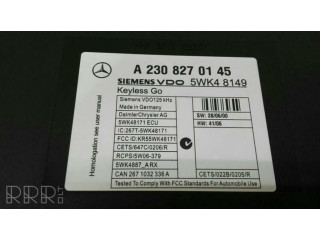 A 230 827 01 45
SIEMENS VDO 5WK4 8149
Keyless Go
Siemens VDO125 kHz
Made in Germany
DaimlerChrysler AG
5WK48171 ECU
IC:267T-5WK48171
FCC ID:KR55WK48171
CETS/647C/0206/R
RCPS/5W06-379
5WK4887_ARX
CAN 267 1032 336 A
SW: 28/06/00
HW: 41/06
CETS/022B/0205/R
Tested To Comply With FCC Standards For Automobile Use
Homologation see user manual
RRR